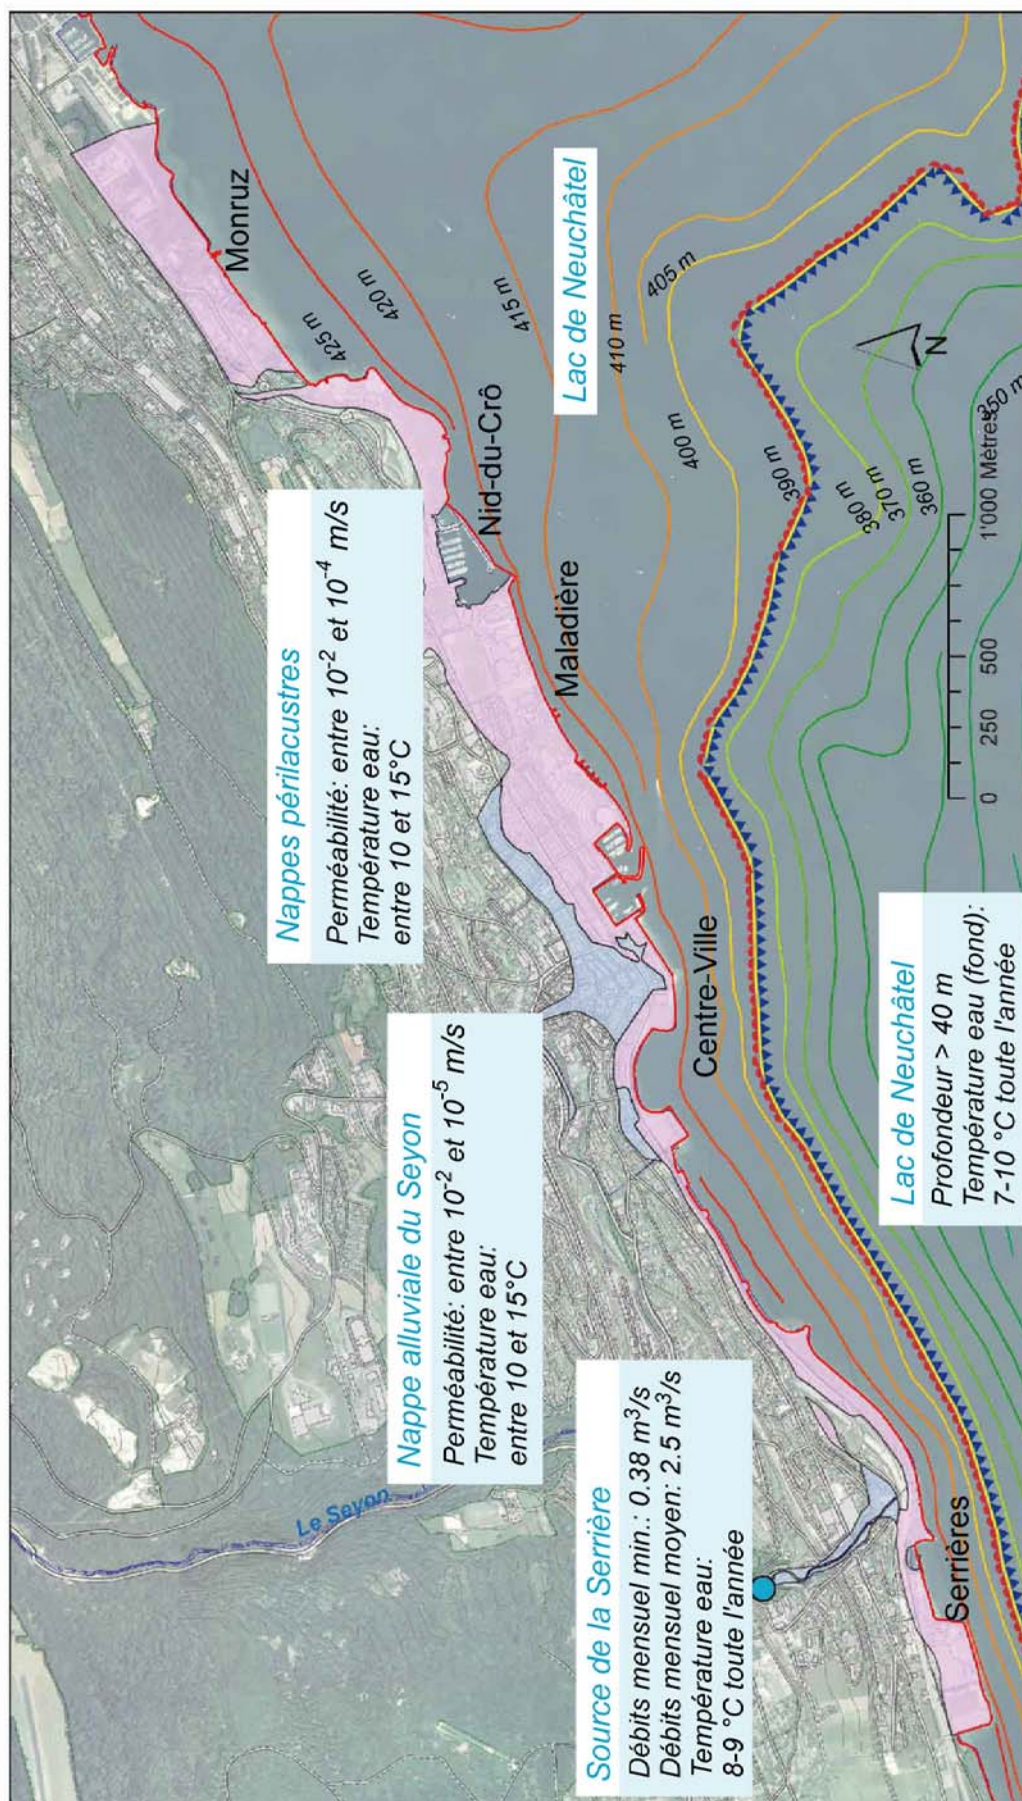 Source de la Serrière
Débits mensuel min.: 0.38 m³/s
Débits mensuel moyen: 2.5 m³/s
Température eau:
8-9 °C toute l'année
Nappe alluviale du Seyon
Perméabilité: entre 10⁻² et 10⁻⁵ m/s
Température eau:
entre 10 et 15°C
Nappes périlacustres
Perméabilité: entre 10⁻² et 10⁻⁴ m/s
Température eau:
entre 10 et 15°C
Lac de Neuchâtel
Profondeur > 40 m
Température eau (fond):
7-10 °C toute l'année
Le Seyon
Serrières
Centre-Ville
Maladière
Nid-du-Crô
Monruz
Lac de Neuchâtel
425 m
420 m
415 m
410 m
405 m
400 m
390 m
380 m
370 m
360 m
350 m
N
0 250 500 1'000 Mètres